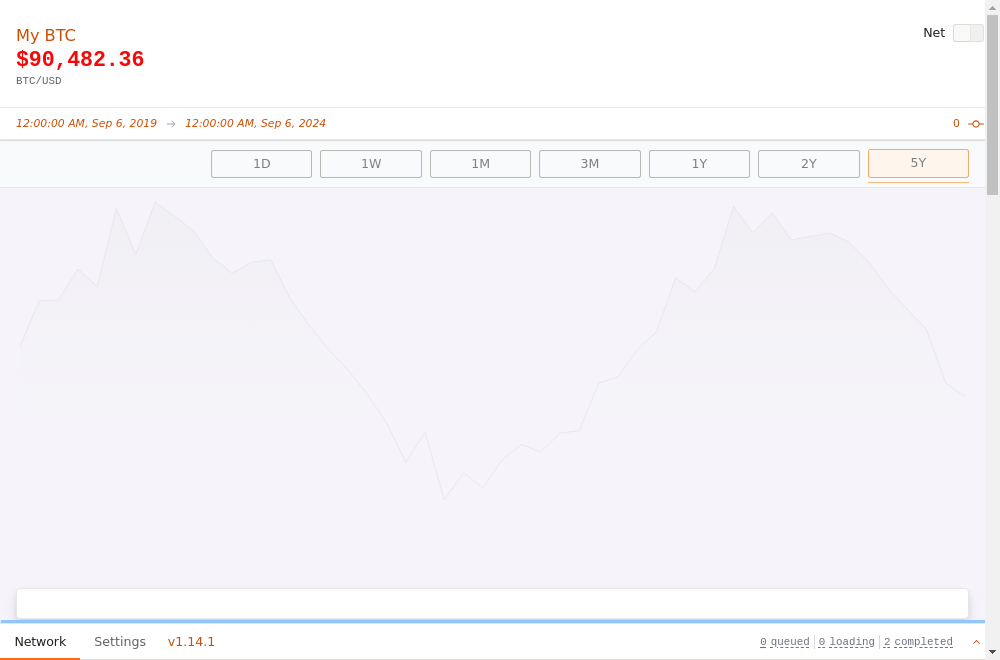 My BTC
Net
$90,482.36
BTC/USD
12:00:00 AM, Sep 6, 2019 → 12:00:00 AM, Sep 6, 2024
0
1D 1W 1M 3M 1Y 2Y 5Y
Network Settings v1.14.1 0 queued 0 loading 2 completed